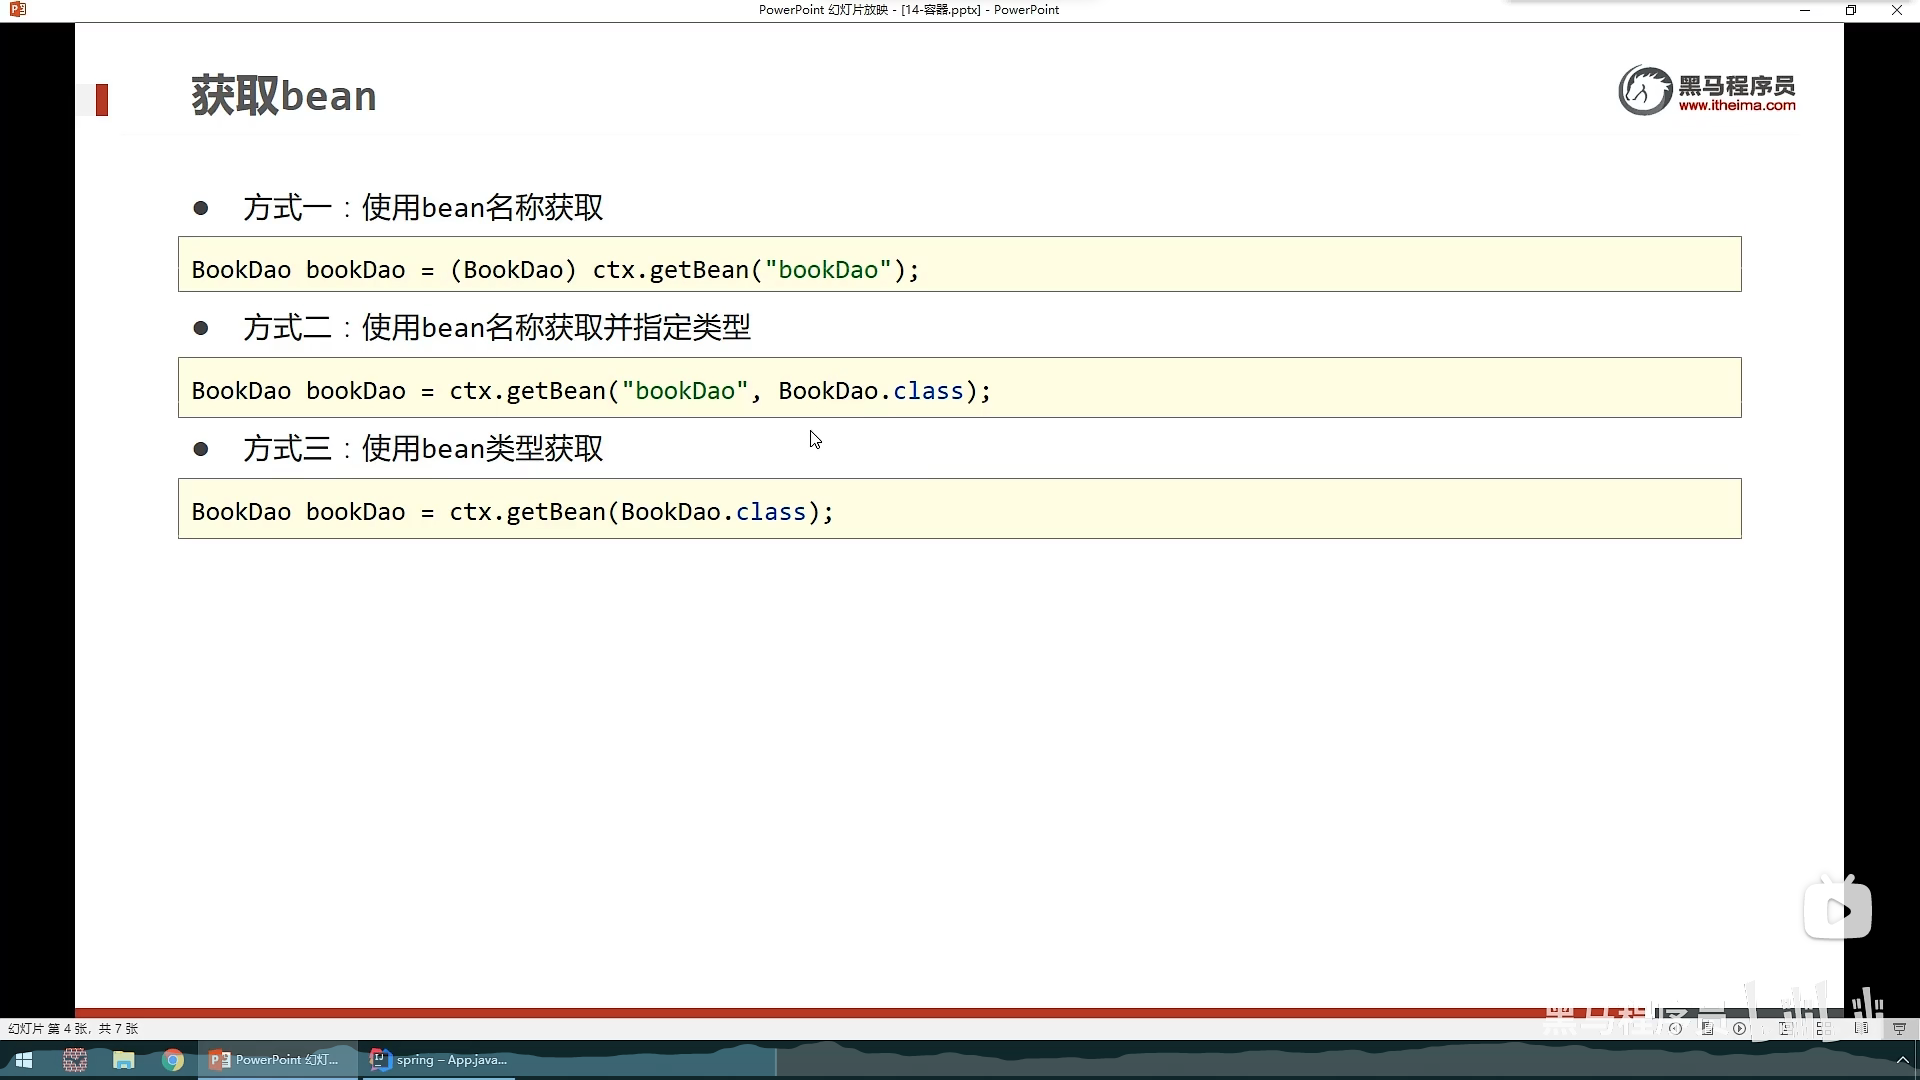 PowerPoint 幻灯片放映 - [14-容器.pptx] - PowerPoint
获取bean
黑马程序员
www.itheima.com
● 方式一：使用bean名称获取
BookDao bookDao = (BookDao) ctx.getBean("bookDao");
● 方式二：使用bean名称获取并指定类型
BookDao bookDao = ctx.getBean("bookDao", BookDao.class);
● 方式三：使用bean类型获取
BookDao bookDao = ctx.getBean(BookDao.class);
黑马程序员
幻灯片 第 4 张，共 7 张
PowerPoint 幻灯...
spring – App.java...